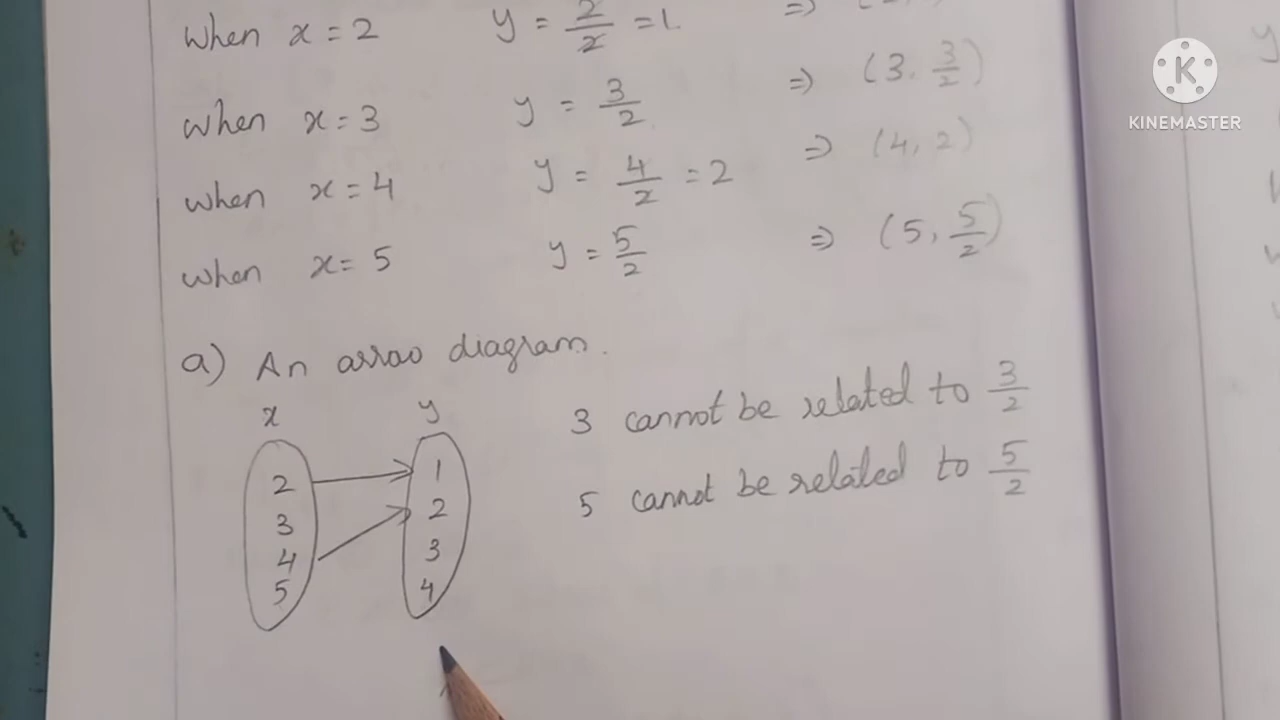 when x = 2 y = 2/2 = 1. ⇒
when x = 3 y = 3/2 ⇒ (3, 3/2)
when x = 4 y = 4/2 = 2 ⇒ (4, 2)
when x = 5 y = 5/2 ⇒ (5, 5/2)
a) An arrow diagram.
x y
2 1
3 2
4 3
5 4
3 cannot be related to 3/2
5 cannot be related to 5/2
K
KINEMASTER